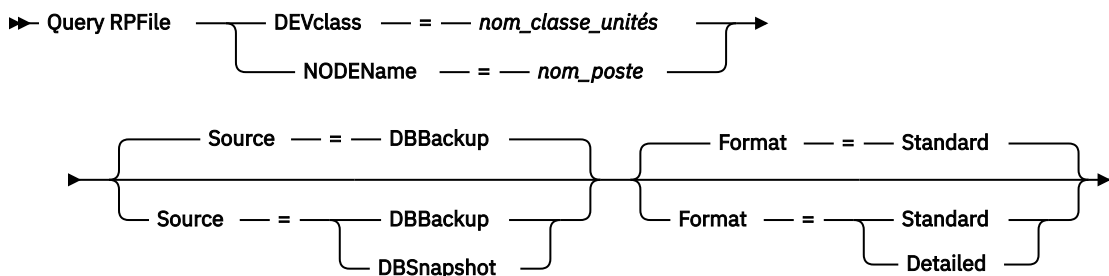 Query RPFile DEVclass = nom_classe_unités
NODEName = nom_poste
Source = DBBackup Format = Standard
Source = DBBackup Format = Standard
DBSnapshot Detailed